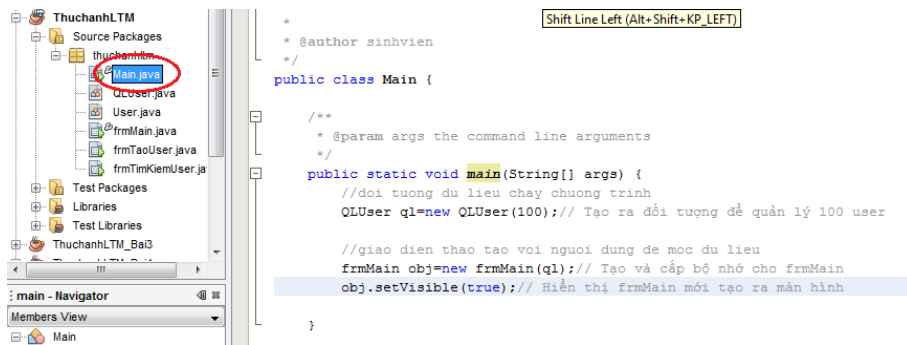 ThuchanhLTM
Source Packages
thuchanhltm
Main.java
QLUser.java
User.java
frmMain.java
frmTaoUser.java
frmTimKiemUser.ja
Test Packages
Libraries
Test Libraries
ThuchanhLTM_Bai3
main - Navigator
Members View
Main
Shift Line Left (Alt+Shift+KP_LEFT)
*
* @author sinhvien
*/
public class Main {
/**
* @param args the command line arguments
*/
public static void main(String[] args) {
//doi tuong du lieu chay chuong trinh
QLUser ql=new QLUser(100);// Tạo ra đối tượng để quản lý 100 user
//giao dien thao tao voi nguoi dung de moc du lieu
frmMain obj=new frmMain(ql);// Tạo và cấp bộ nhớ cho frmMain
obj.setVisible(true);// Hiển thị frmMain mới tạo ra màn hình
}